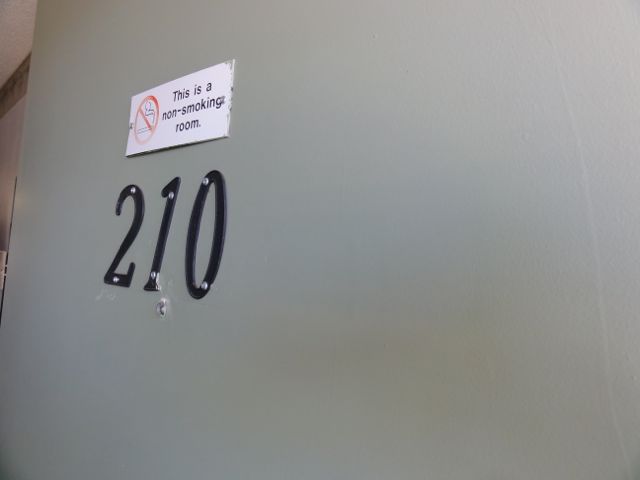 This is a
non-smoking
room.
210